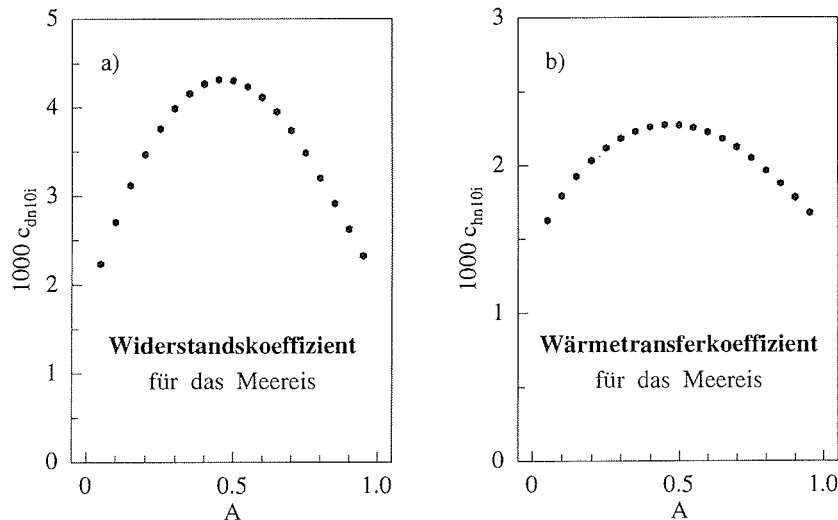 a)
5
4
3
2
1
0
1000 c_dn10i
Widerstandskoeffizient
für das Meereis
0
0.5
1.0
A
b)
3
2
1
0
1000 c_hn10i
Wärmetransferkoeffizient
für das Meereis
0
0.5
1.0
A